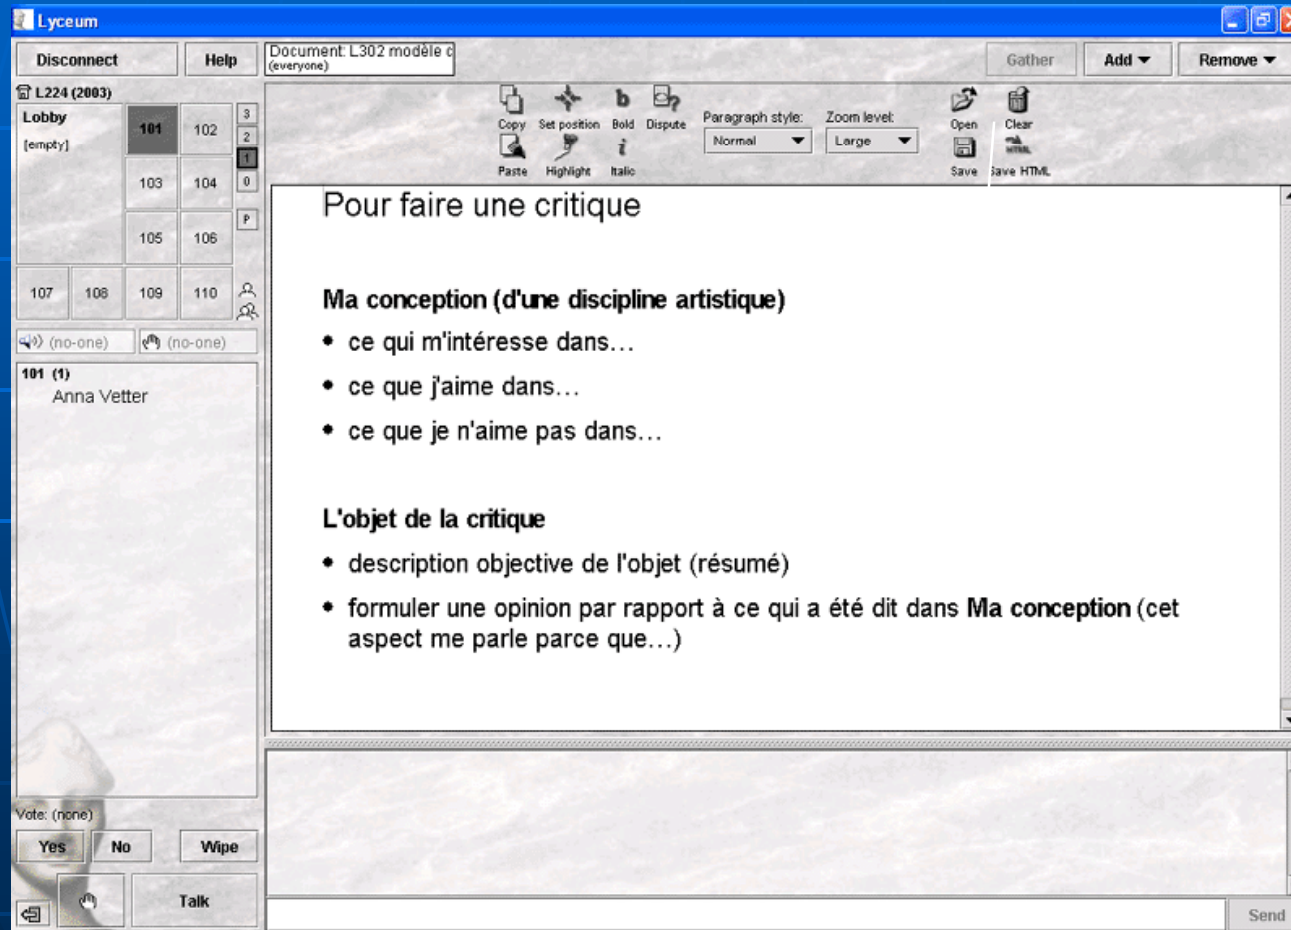 Lyceum
Disconnect
Help
Document: L302 modèle c
(everyone)
Gather
Add
Remove
L224 (2003)
Lobby
[empty]
101
102
103
104
105
106
107
108
109
110
3
2
1
0
P
(no-one)
(no-one)
101 (1)
Anna Vetter
Copy
Set position
Bold
Dispute
Paste
Highlight
Italic
Paragraph style:
Normal
Zoom level:
Large
Open
Clear
Save
Save HTML
Pour faire une critique
Ma conception (d'une discipline artistique)
• ce qui m'intéresse dans…
• ce que j'aime dans…
• ce que je n'aime pas dans…
L'objet de la critique
• description objective de l'objet (résumé)
• formuler une opinion par rapport à ce qui a été dit dans Ma conception (cet
aspect me parle parce que…)
Vote: (none)
Yes
No
Wipe
Talk
Send